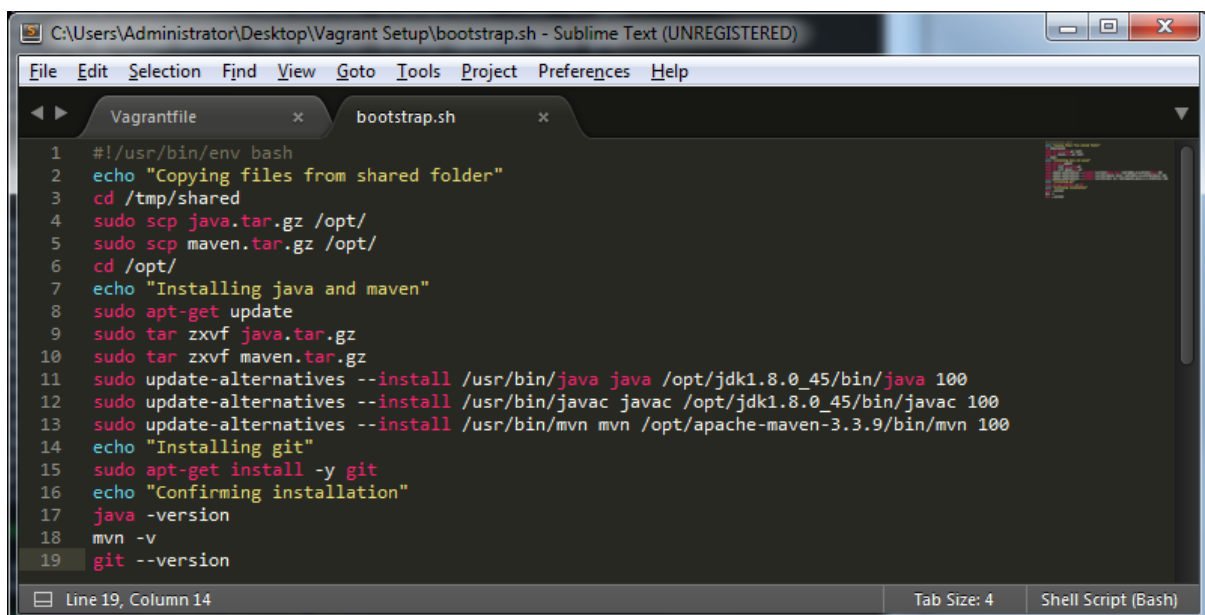 C:\Users\Administrator\Desktop\Vagrant Setup\bootstrap.sh - Sublime Text (UNREGISTERED)
File Edit Selection Find View Goto Tools Project Preferences Help
Vagrantfile bootstrap.sh
1 #!/usr/bin/env bash
2 echo "Copying files from shared folder"
3 cd /tmp/shared
4 sudo scp java.tar.gz /opt/
5 sudo scp maven.tar.gz /opt/
6 cd /opt/
7 echo "Installing java and maven"
8 sudo apt-get update
9 sudo tar zxvf java.tar.gz
10 sudo tar zxvf maven.tar.gz
11 sudo update-alternatives --install /usr/bin/java java /opt/jdk1.8.0_45/bin/java 100
12 sudo update-alternatives --install /usr/bin/javac javac /opt/jdk1.8.0_45/bin/javac 100
13 sudo update-alternatives --install /usr/bin/mvn mvn /opt/apache-maven-3.3.9/bin/mvn 100
14 echo "Installing git"
15 sudo apt-get install -y git
16 echo "Confirming installation"
17 java -version
18 mvn -v
19 git --version
Line 19, Column 14 Tab Size: 4 Shell Script (Bash)